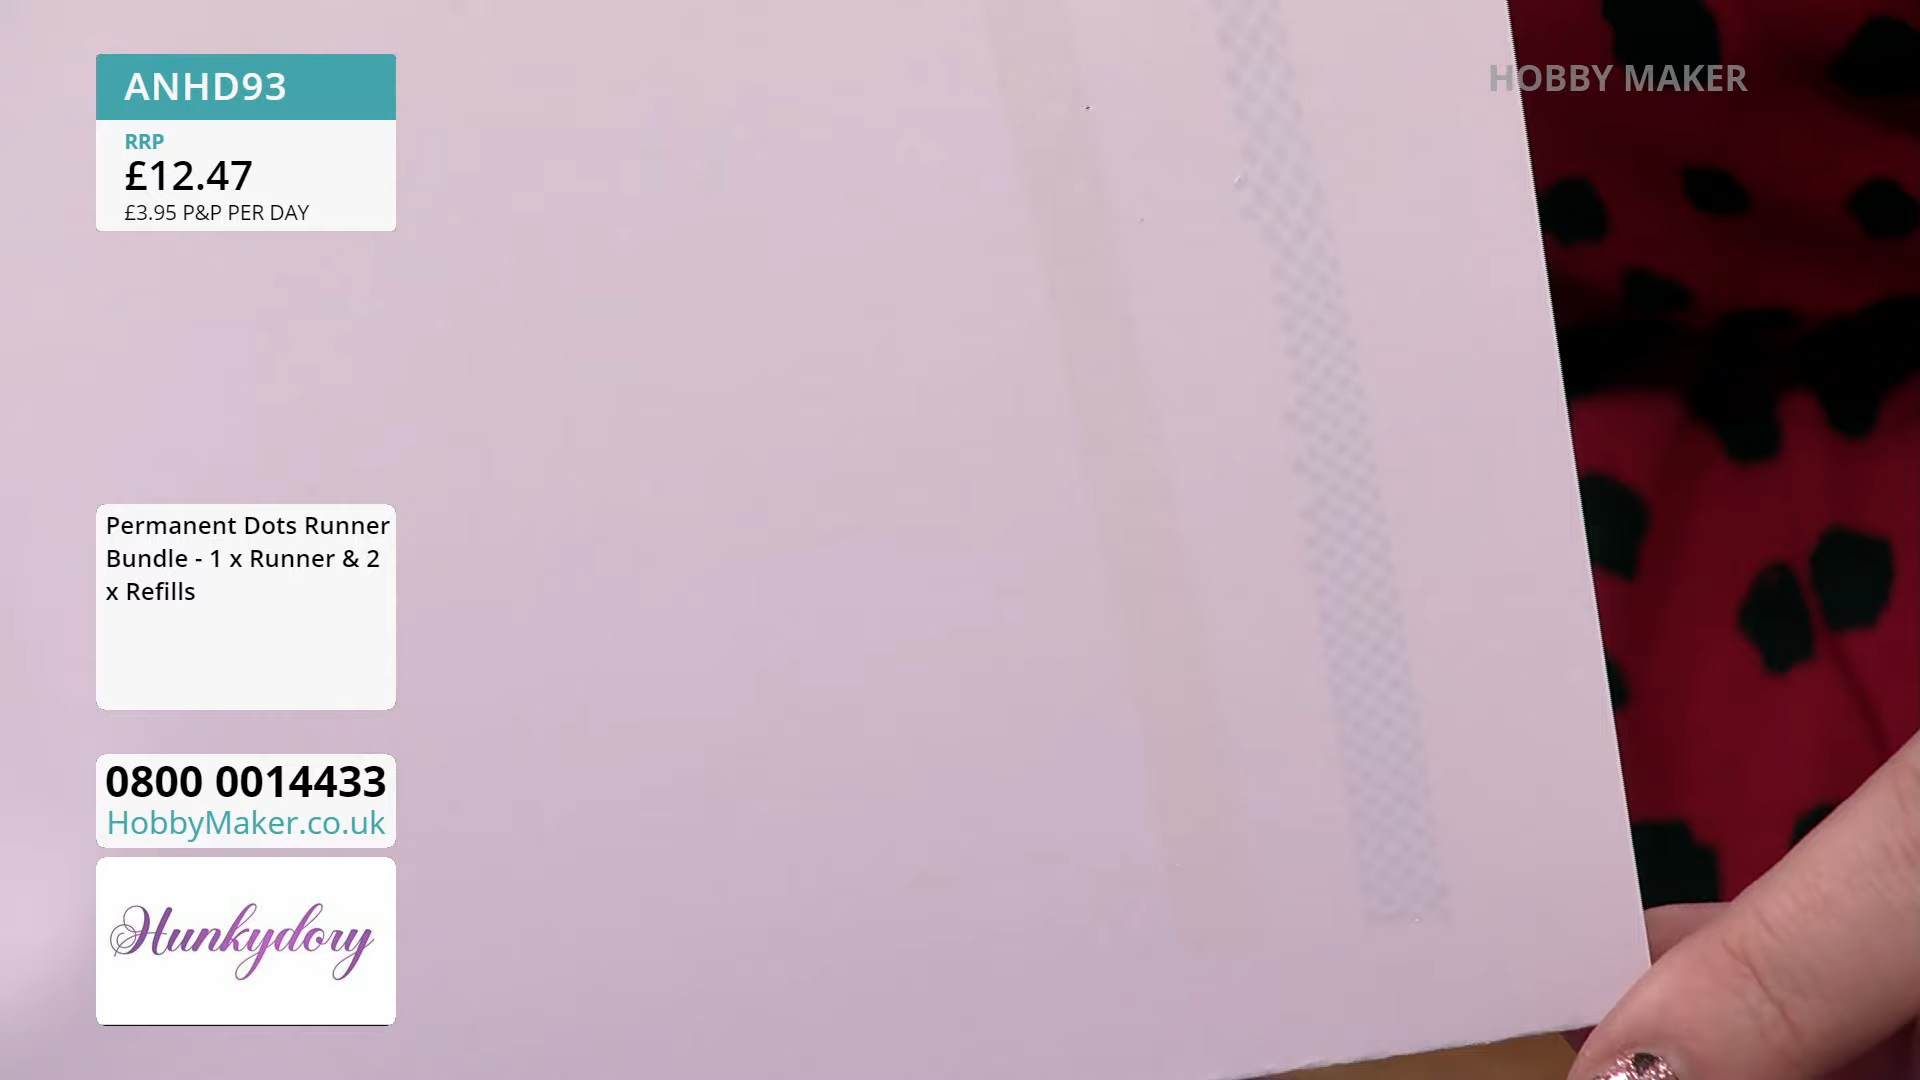 ANHD93
RRP
£12.47
£3.95 P&P PER DAY
HOBBY MAKER
Permanent Dots Runner
Bundle - 1 x Runner & 2
x Refills
0800 0014433
HobbyMaker.co.uk
Hunkydory